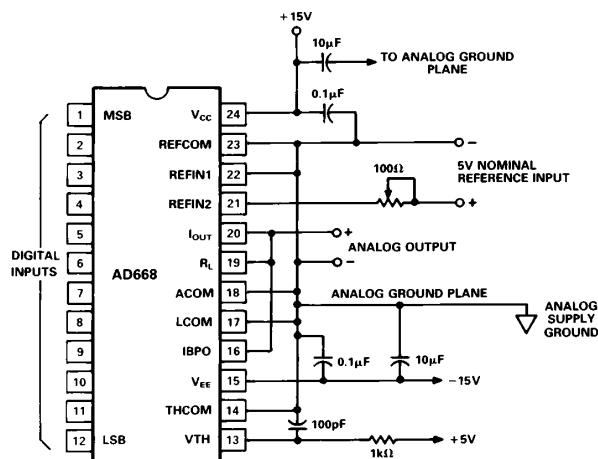 +15V
10µF
TO ANALOG GROUND
PLANE
0.1µF
1 MSB
VCC 24
2
REFCOM 23
−
3
REFIN1 22
5V NOMINAL
REFERENCE INPUT
100Ω
4
REFIN2 21
+
5
IOUT 20
+
DIGITAL
INPUTS
6
RL 19
ANALOG OUTPUT
AD668
7
ACOM 18
−
ANALOG GROUND PLANE
8
LCOM 17
ANALOG
SUPPLY
GROUND
9
IBPO 16
0.1µF
10µF
10
VEE 15
−15V
11
THCOM 14
100pF
12 LSB
VTH 13
1kΩ
+5V